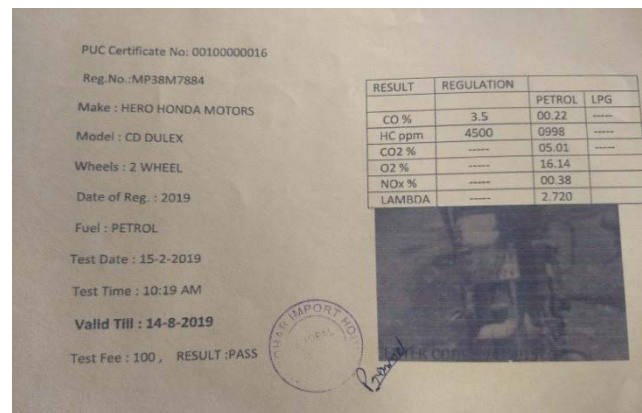 PUC Certificate No: 00100000016
Reg.No.:MP38M7884
Make : HERO HONDA MOTORS
Model : CD DULEX
Wheels : 2 WHEEL
Date of Reg. : 2019
Fuel : PETROL
Test Date : 15-2-2019
Test Time : 10:19 AM
Valid Till : 14-8-2019
Test Fee : 100 , RESULT :PASS
RESULT REGULATION
PETROL LPG
CO % 3.5 00.22 -----
HC ppm 4500 0998 -----
CO2 % ----- 05.01 -----
O2 % ----- 16.14
NOx % ----- 00.38
LAMBDA ----- 2.720
IMPORT